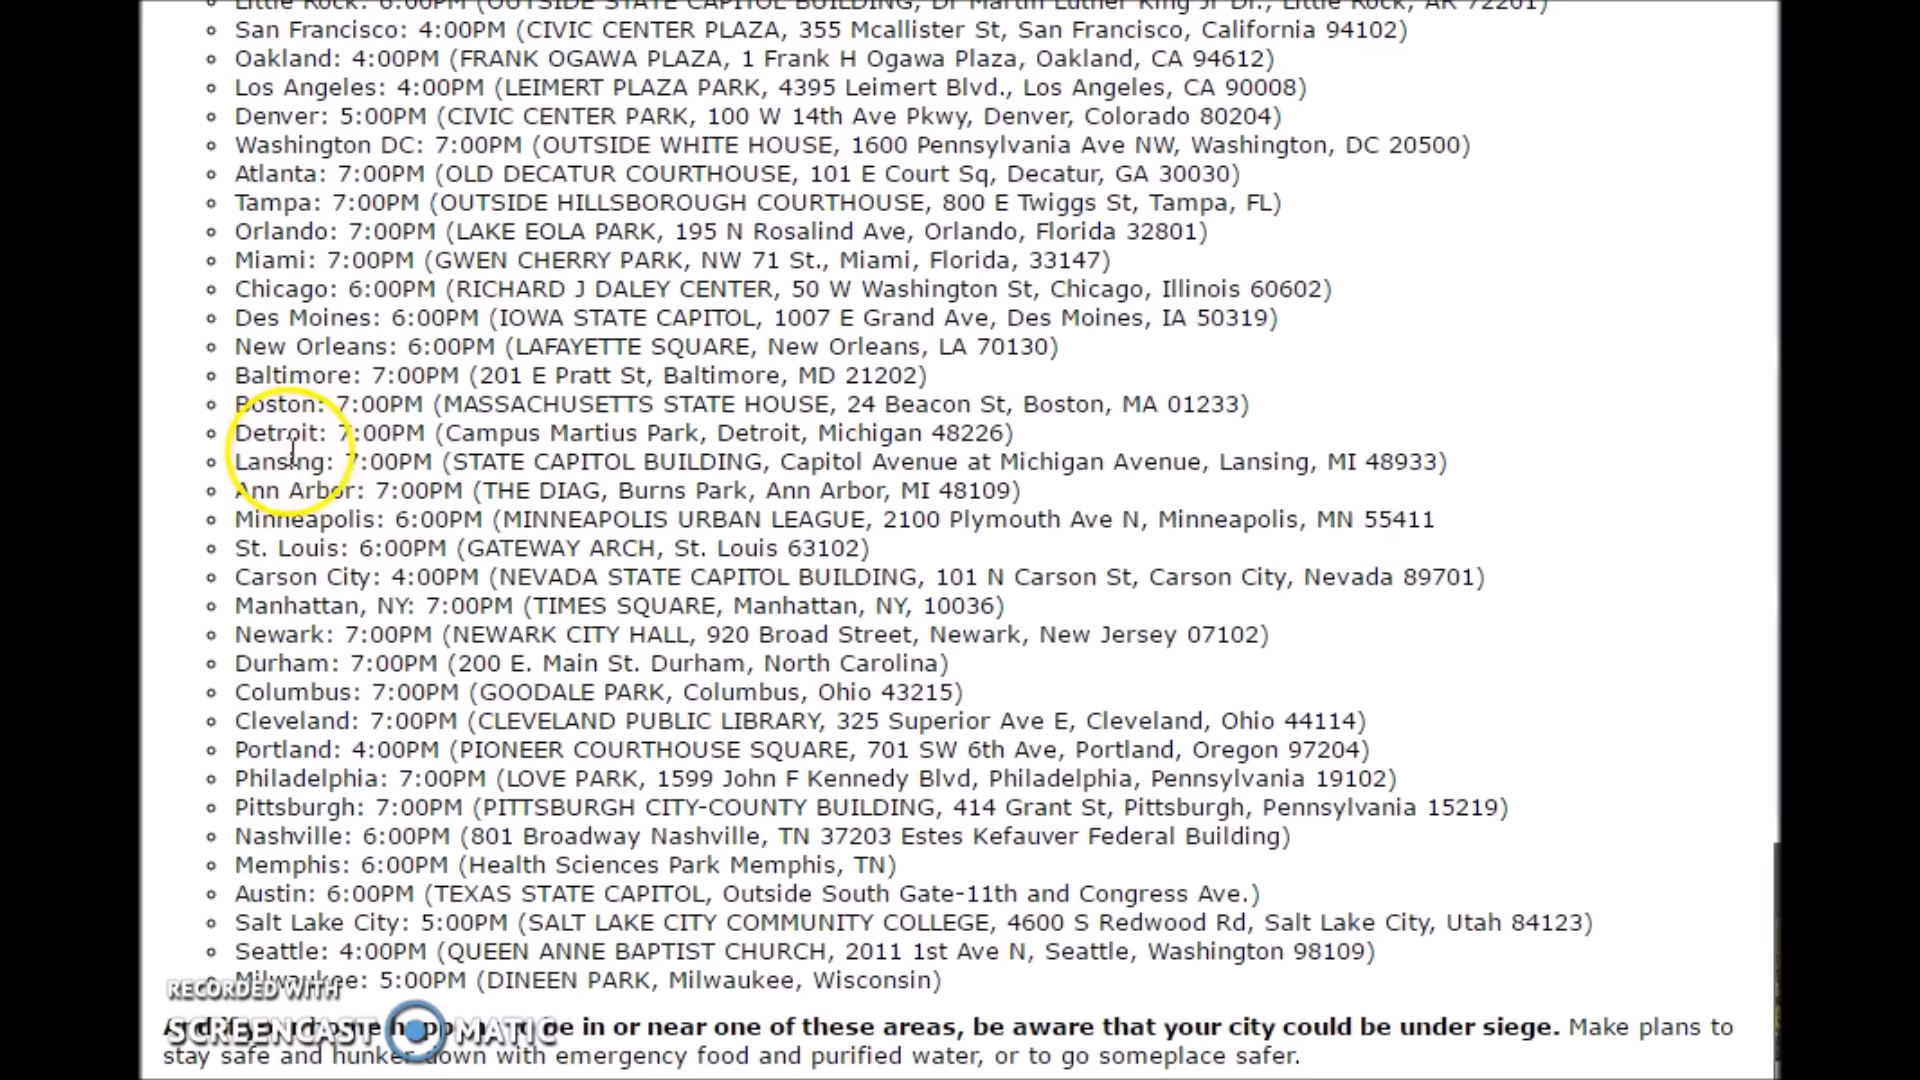 Little Rock: 6:00PM (OUTSIDE STATE CAPITOL BUILDING, Dr Martin Luther King Jr Dr., Little Rock, AR 72201)
San Francisco: 4:00PM (CIVIC CENTER PLAZA, 355 Mcallister St, San Francisco, California 94102)
Oakland: 4:00PM (FRANK OGAWA PLAZA, 1 Frank H Ogawa Plaza, Oakland, CA 94612)
Los Angeles: 4:00PM (LEIMERT PLAZA PARK, 4395 Leimert Blvd., Los Angeles, CA 90008)
Denver: 5:00PM (CIVIC CENTER PARK, 100 W 14th Ave Pkwy, Denver, Colorado 80204)
Washington DC: 7:00PM (OUTSIDE WHITE HOUSE, 1600 Pennsylvania Ave NW, Washington, DC 20500)
Atlanta: 7:00PM (OLD DECATUR COURTHOUSE, 101 E Court Sq, Decatur, GA 30030)
Tampa: 7:00PM (OUTSIDE HILLSBOROUGH COURTHOUSE, 800 E Twiggs St, Tampa, FL)
Orlando: 7:00PM (LAKE EOLA PARK, 195 N Rosalind Ave, Orlando, Florida 32801)
Miami: 7:00PM (GWEN CHERRY PARK, NW 71 St., Miami, Florida, 33147)
Chicago: 6:00PM (RICHARD J DALEY CENTER, 50 W Washington St, Chicago, Illinois 60602)
Des Moines: 6:00PM (IOWA STATE CAPITOL, 1007 E Grand Ave, Des Moines, IA 50319)
New Orleans: 6:00PM (LAFAYETTE SQUARE, New Orleans, LA 70130)
Baltimore: 7:00PM (201 E Pratt St, Baltimore, MD 21202)
Boston: 7:00PM (MASSACHUSETTS STATE HOUSE, 24 Beacon St, Boston, MA 01233)
Detroit: 7:00PM (Campus Martius Park, Detroit, Michigan 48226)
Lansing: 7:00PM (STATE CAPITOL BUILDING, Capitol Avenue at Michigan Avenue, Lansing, MI 48933)
Ann Arbor: 7:00PM (THE DIAG, Burns Park, Ann Arbor, MI 48109)
Minneapolis: 6:00PM (MINNEAPOLIS URBAN LEAGUE, 2100 Plymouth Ave N, Minneapolis, MN 55411
St. Louis: 6:00PM (GATEWAY ARCH, St. Louis 63102)
Carson City: 4:00PM (NEVADA STATE CAPITOL BUILDING, 101 N Carson St, Carson City, Nevada 89701)
Manhattan, NY: 7:00PM (TIMES SQUARE, Manhattan, NY, 10036)
Newark: 7:00PM (NEWARK CITY HALL, 920 Broad Street, Newark, New Jersey 07102)
Durham: 7:00PM (200 E. Main St. Durham, North Carolina)
Columbus: 7:00PM (GOODALE PARK, Columbus, Ohio 43215)
Cleveland: 7:00PM (CLEVELAND PUBLIC LIBRARY, 325 Superior Ave E, Cleveland, Ohio 44114)
Portland: 4:00PM (PIONEER COURTHOUSE SQUARE, 701 SW 6th Ave, Portland, Oregon 97204)
Philadelphia: 7:00PM (LOVE PARK, 1599 John F Kennedy Blvd, Philadelphia, Pennsylvania 19102)
Pittsburgh: 7:00PM (PITTSBURGH CITY-COUNTY BUILDING, 414 Grant St, Pittsburgh, Pennsylvania 15219)
Nashville: 6:00PM (801 Broadway Nashville, TN 37203 Estes Kefauver Federal Building)
Memphis: 6:00PM (Health Sciences Park Memphis, TN)
Austin: 6:00PM (TEXAS STATE CAPITOL, Outside South Gate-11th and Congress Ave.)
Salt Lake City: 5:00PM (SALT LAKE CITY COMMUNITY COLLEGE, 4600 S Redwood Rd, Salt Lake City, Utah 84123)
Seattle: 4:00PM (QUEEN ANNE BAPTIST CHURCH, 2011 1st Ave N, Seattle, Washington 98109)
Milwaukee: 5:00PM (DINEEN PARK, Milwaukee, Wisconsin)
RECORDED WITH
SCREENCAST MATIC
be in or near one of these areas, be aware that your city could be under siege. Make plans to
stay safe and hunker down with emergency food and purified water, or to go someplace safer.